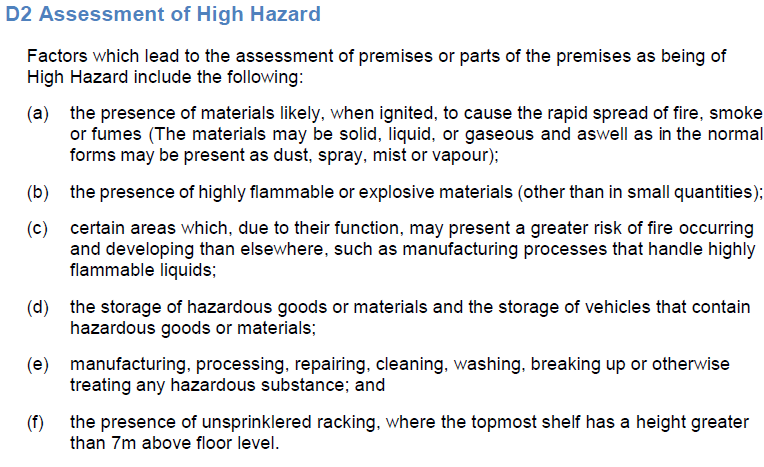 D2 Assessment of High Hazard
Factors which lead to the assessment of premises or parts of the premises as being of
High Hazard include the following:
(a) the presence of materials likely, when ignited, to cause the rapid spread of fire, smoke
or fumes (The materials may be solid, liquid, or gaseous and aswell as in the normal
forms may be present as dust, spray, mist or vapour);
(b) the presence of highly flammable or explosive materials (other than in small quantities);
(c) certain areas which, due to their function, may present a greater risk of fire occurring
and developing than elsewhere, such as manufacturing processes that handle highly
flammable liquids;
(d) the storage of hazardous goods or materials and the storage of vehicles that contain
hazardous goods or materials;
(e) manufacturing, processing, repairing, cleaning, washing, breaking up or otherwise
treating any hazardous substance; and
(f) the presence of unsprinklered racking, where the topmost shelf has a height greater
than 7m above floor level.